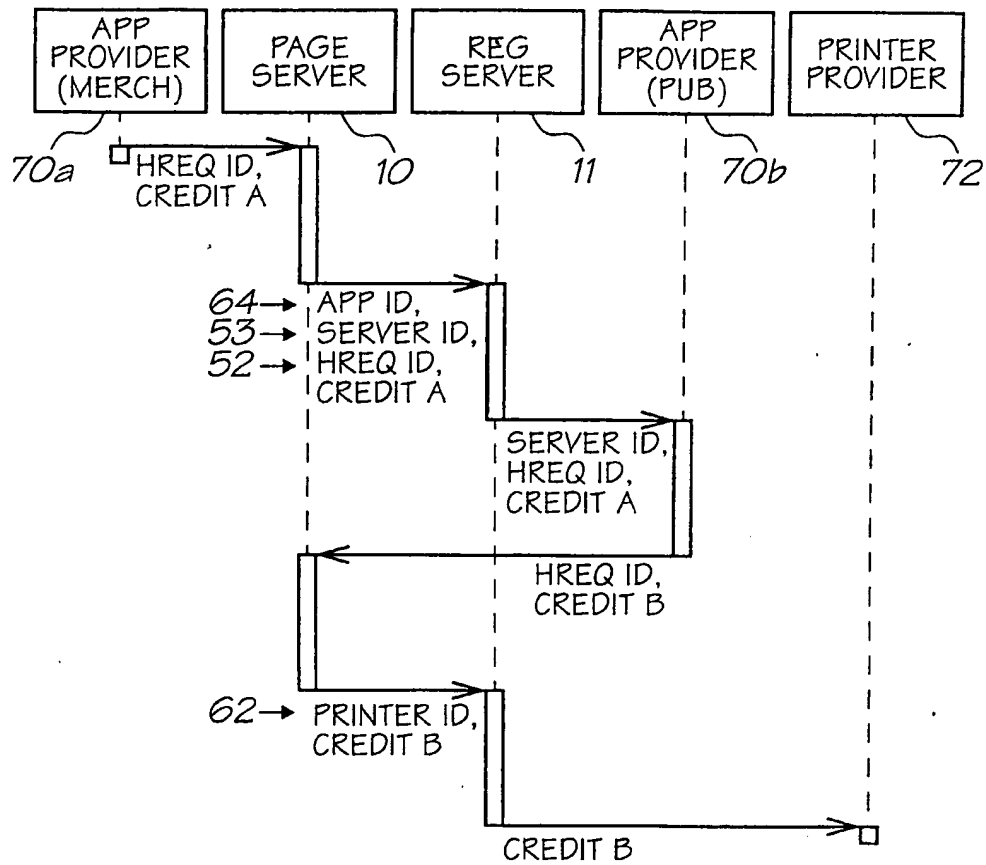 APP
PROVIDER
(MERCH)
PAGE
SERVER
REG
SERVER
APP
PROVIDER
(PUB)
PRINTER
PROVIDER
70a
10
11
70b
72
HREQ ID,
CREDIT A
64
APP ID,
53
SERVER ID,
52
HREQ ID,
CREDIT A
SERVER ID,
HREQ ID,
CREDIT A
HREQ ID,
CREDIT B
62
PRINTER ID,
CREDIT B
CREDIT B